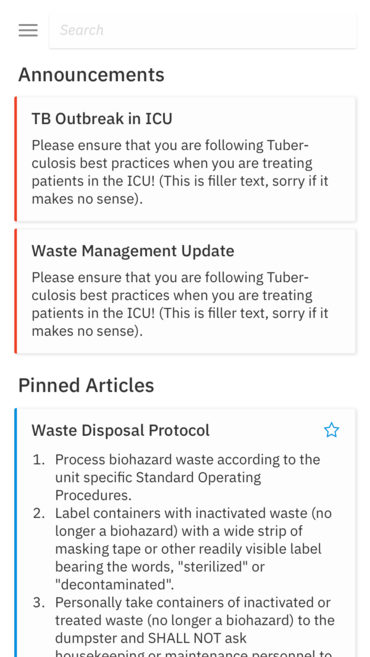 Search
Announcements
TB Outbreak in ICU
Please ensure that you are following Tuber-
culosis best practices when you are treating
patients in the ICU! (This is filler text, sorry if it
makes no sense).
Waste Management Update
Please ensure that you are following Tuber-
culosis best practices when you are treating
patients in the ICU! (This is filler text, sorry if it
makes no sense).
Pinned Articles
Waste Disposal Protocol
1. Process biohazard waste according to the
unit specific Standard Operating
Procedures.
2. Label containers with inactivated waste (no
longer a biohazard) with a wide strip of
masking tape or other readily visible label
bearing the words, "sterilized" or
"decontaminated".
3. Personally take containers of inactivated or
treated waste (no longer a biohazard) to the
dumpster and SHALL NOT ask
housekeeping or maintenance personnel to